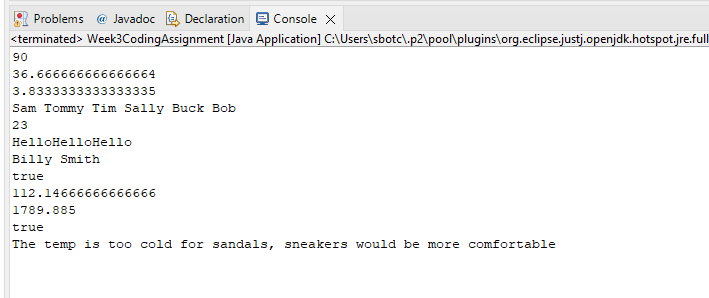 Problems @ Javadoc Declaration Console
<terminated> Week3CodingAssignment [Java Application] C:\Users\sbotc\.p2\pool\plugins\org.eclipse.justj.openjdk.hotspot.jre.full
90
36.666666666666664
3.8333333333333335
Sam Tommy Tim Sally Buck Bob
23
HelloHelloHello
Billy Smith
true
112.14666666666666
1789.885
true
The temp is too cold for sandals, sneakers would be more comfortable